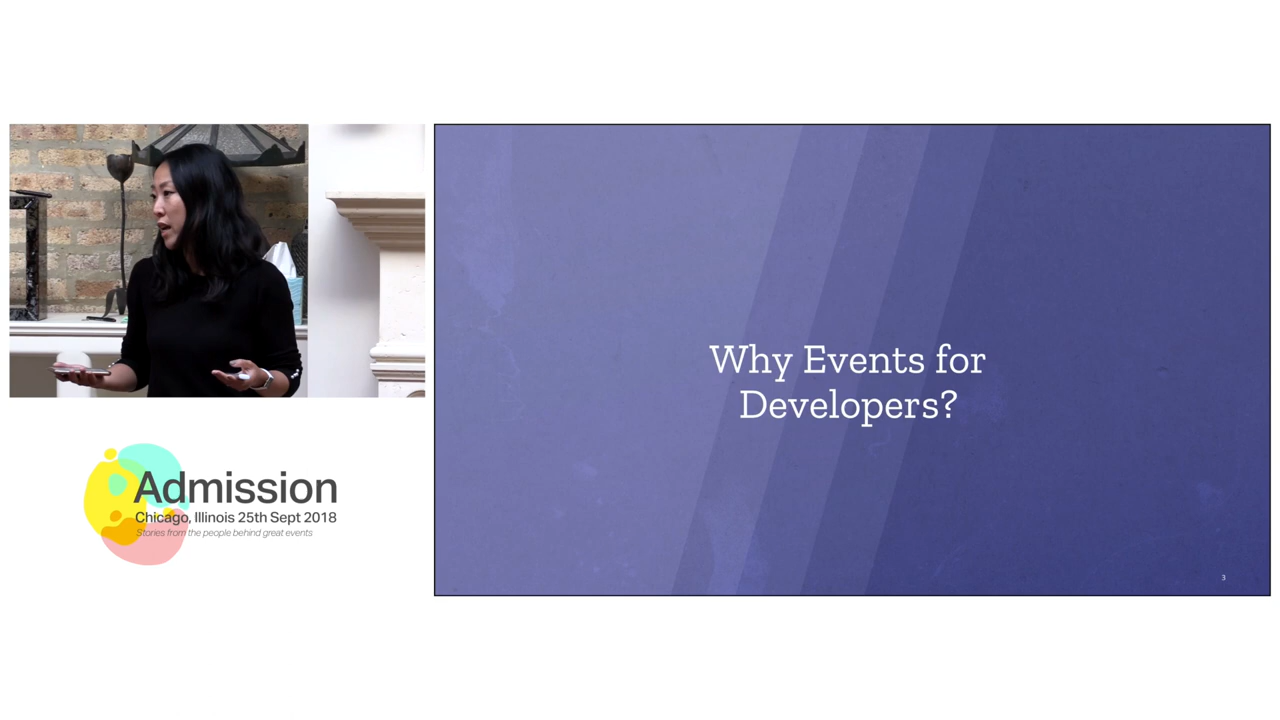 Admission
Chicago, Illinois 25th Sept 2018
Stories from the people behind great events
Why Events for
Developers?
3